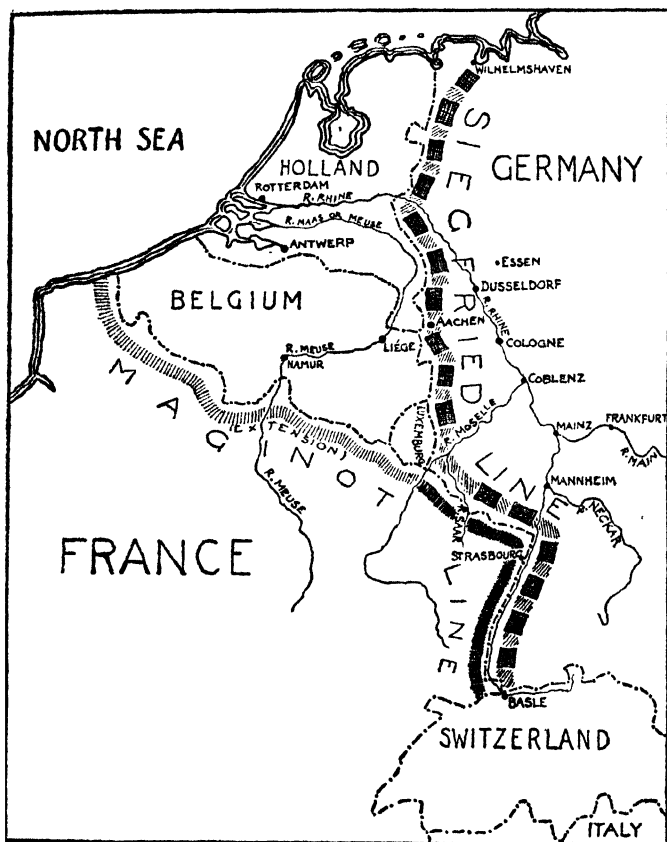 WILHELMSHAVEN
NORTH SEA
HOLLAND
GERMANY
ROTTERDAM
R. RHINE
R. MAAS OR MEUSE
ANTWERP
ESSEN
DUSSELDORF
R. RHINE
BELGIUM
AACHEN
COLOGNE
LIÉGE
R. MEUSE
NAMUR
COBLENZ
SIEGFRIED LINE
MAGINOT LINE
(EXTENSION)
LUXEMBURG
R. MOSELLE
MAINZ
FRANKFURT
R. MAIN
MANNHEIM
R. NECKAR
R. MEUSE
R. SAAR
STRASBOURG
FRANCE
BASLE
SWITZERLAND
ITALY